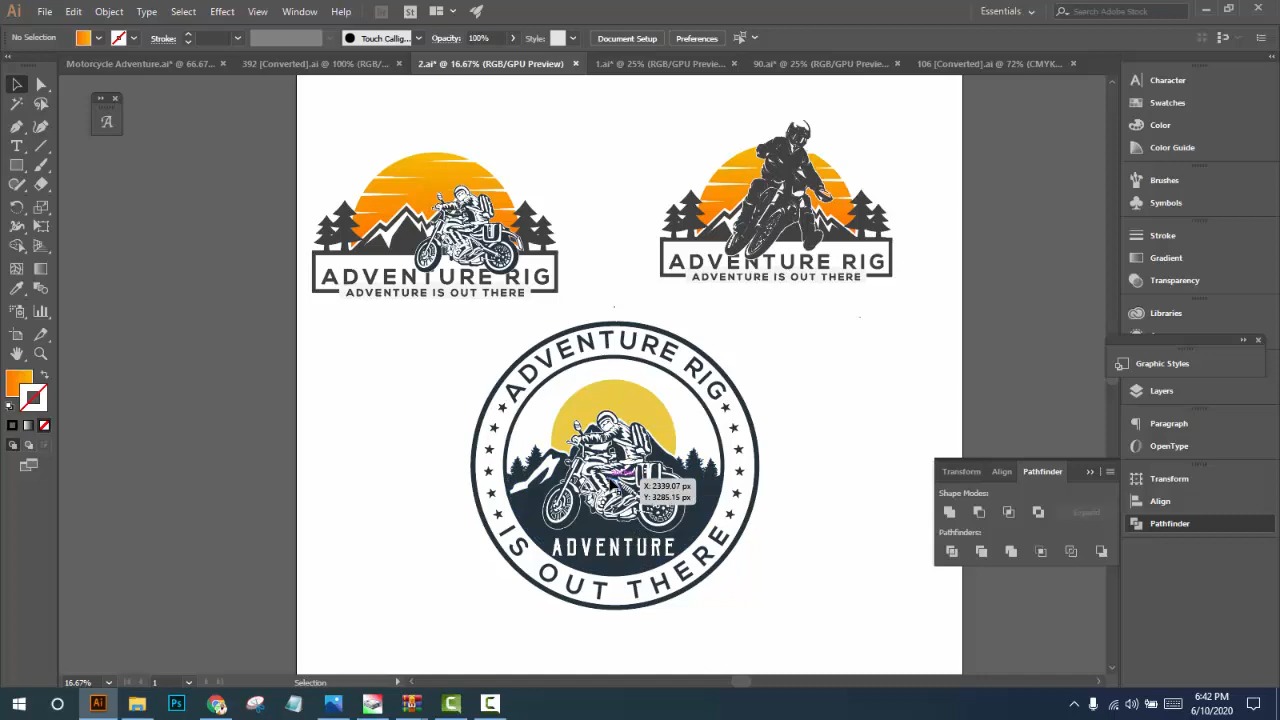 Ai File Edit Object Type Select Effect View Window Help Br St Essentials Search Adobe Stock
No Selection Stroke: Touch Callig... Opacity: 100% Style: Document Setup Preferences
Motorcycle Adventure.ai* @ 66.67... × 392 [Converted].ai @ 100% (RGB/... × 2.ai* @ 16.67% (RGB/GPU Preview) × 1.ai* @ 25% (RGB/GPU Previe... × 90.ai* @ 25% (RGB/GPU Previe... × 106 [Converted].ai @ 72% (CMYK... ×
Character
Swatches
Color
Color Guide
Brushes
Symbols
Stroke
Gradient
Transparency
Libraries
Graphic Styles
Layers
Paragraph
OpenType
Transform
Align
Pathfinder
Transform Align Pathfinder
Shape Modes:
Expand
Pathfinders:
ADVENTURE RIG
ADVENTURE IS OUT THERE
ADVENTURE RIG
ADVENTURE IS OUT THERE
ADVENTURE RIG
X: 2339.07 px
Y: 3285.15 px
ADVENTURE
IS OUT THERE
16.67% 1 Selection
Ai Ps
6:42 PM
6/10/2020